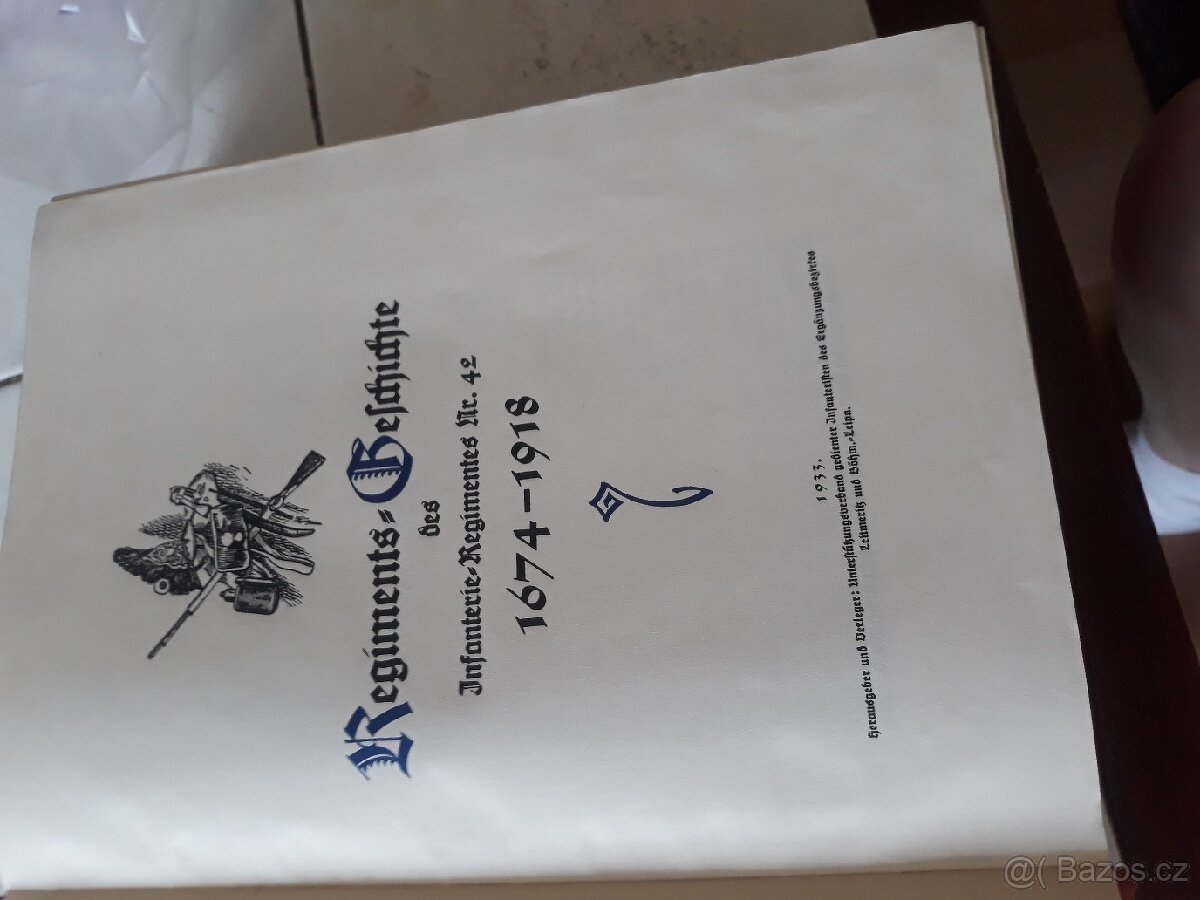 Regiments=Geschichte
des
Infanterie=Regimentes Nr. 42
1674–1918
1933.
Herausgeber und Verleger: Unterstützungsverband gedienter Infanteristen des Ergänzungsbezirkes
Leitmeritz und Böhm.=Leipa.
@( Bazos.cz